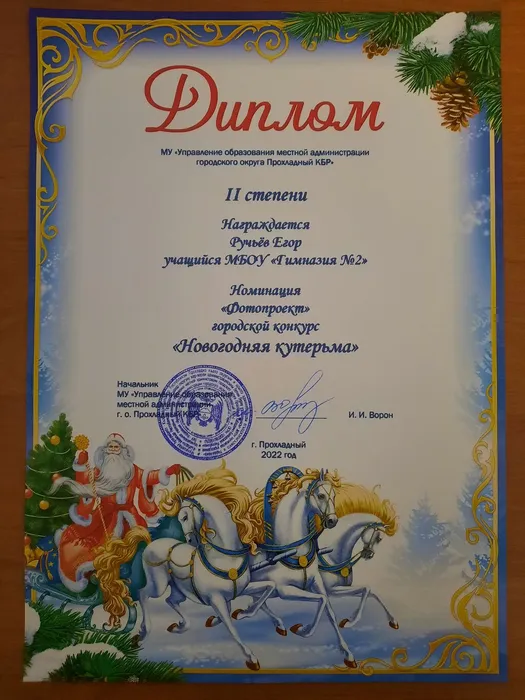 Диплом
МУ «Управление образования местной администрации
городского округа Прохладный КБР»
II степени
Награждается
Ручьёв Егор
учащийся МБОУ «Гимназия №2»
Номинация
«Фотопроект»
городской конкурс
«Новогодняя кутерьма»
Начальник
МУ «Управление образования
местной администрации»
г. о. Прохладный КБР
И. И. Ворон
г. Прохладный
2022 год